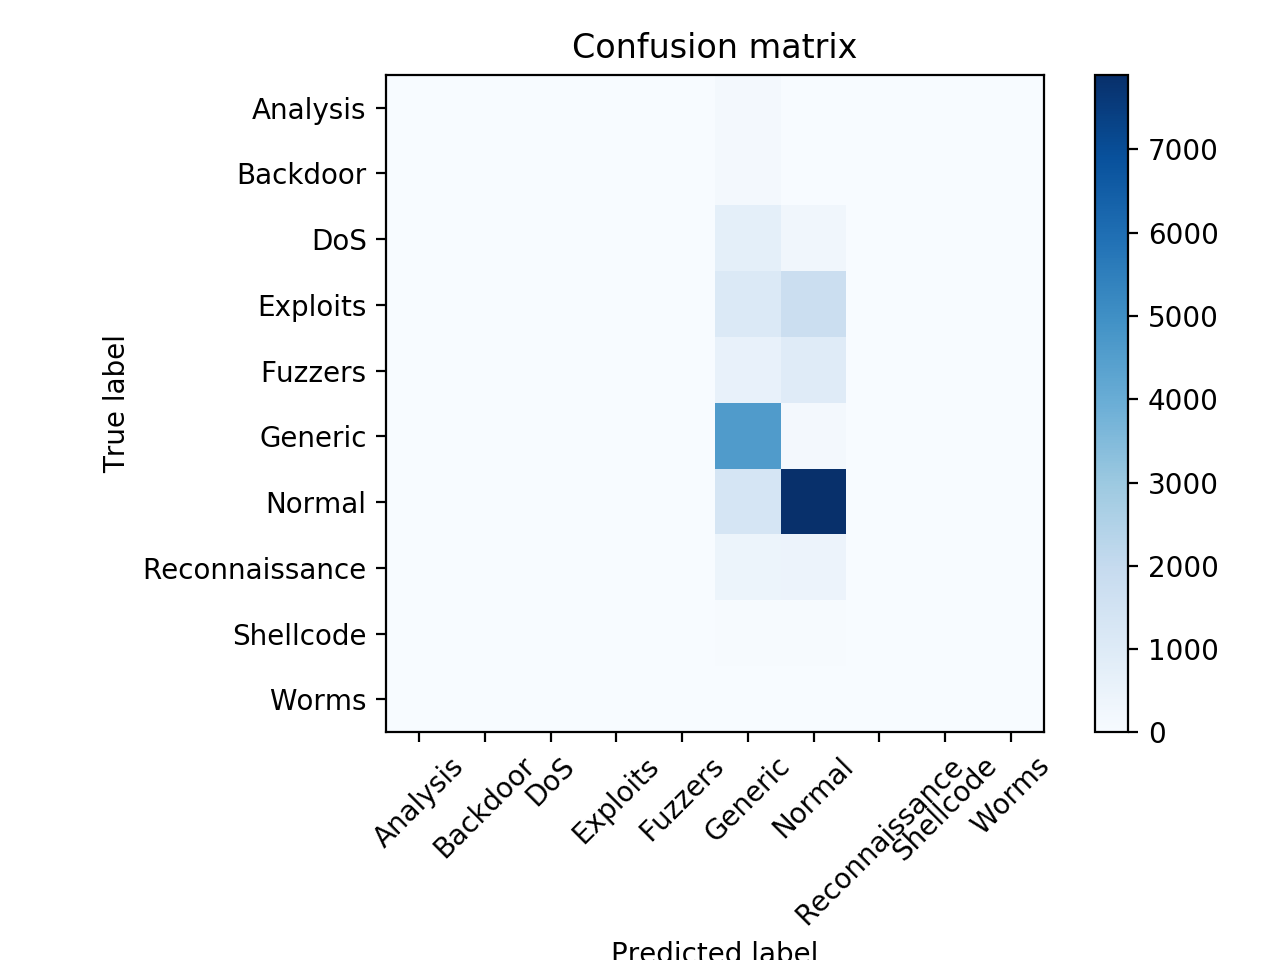 Confusion matrix
Analysis
Backdoor
DoS
Exploits
Fuzzers
Generic
Normal
Reconnaissance
Shellcode
Worms
True label
7000
6000
5000
4000
3000
2000
1000
0
Analysis
Backdoor
DoS
Exploits
Fuzzers
Generic
Normal
Reconnaissance
Shellcode
Worms
Predicted label